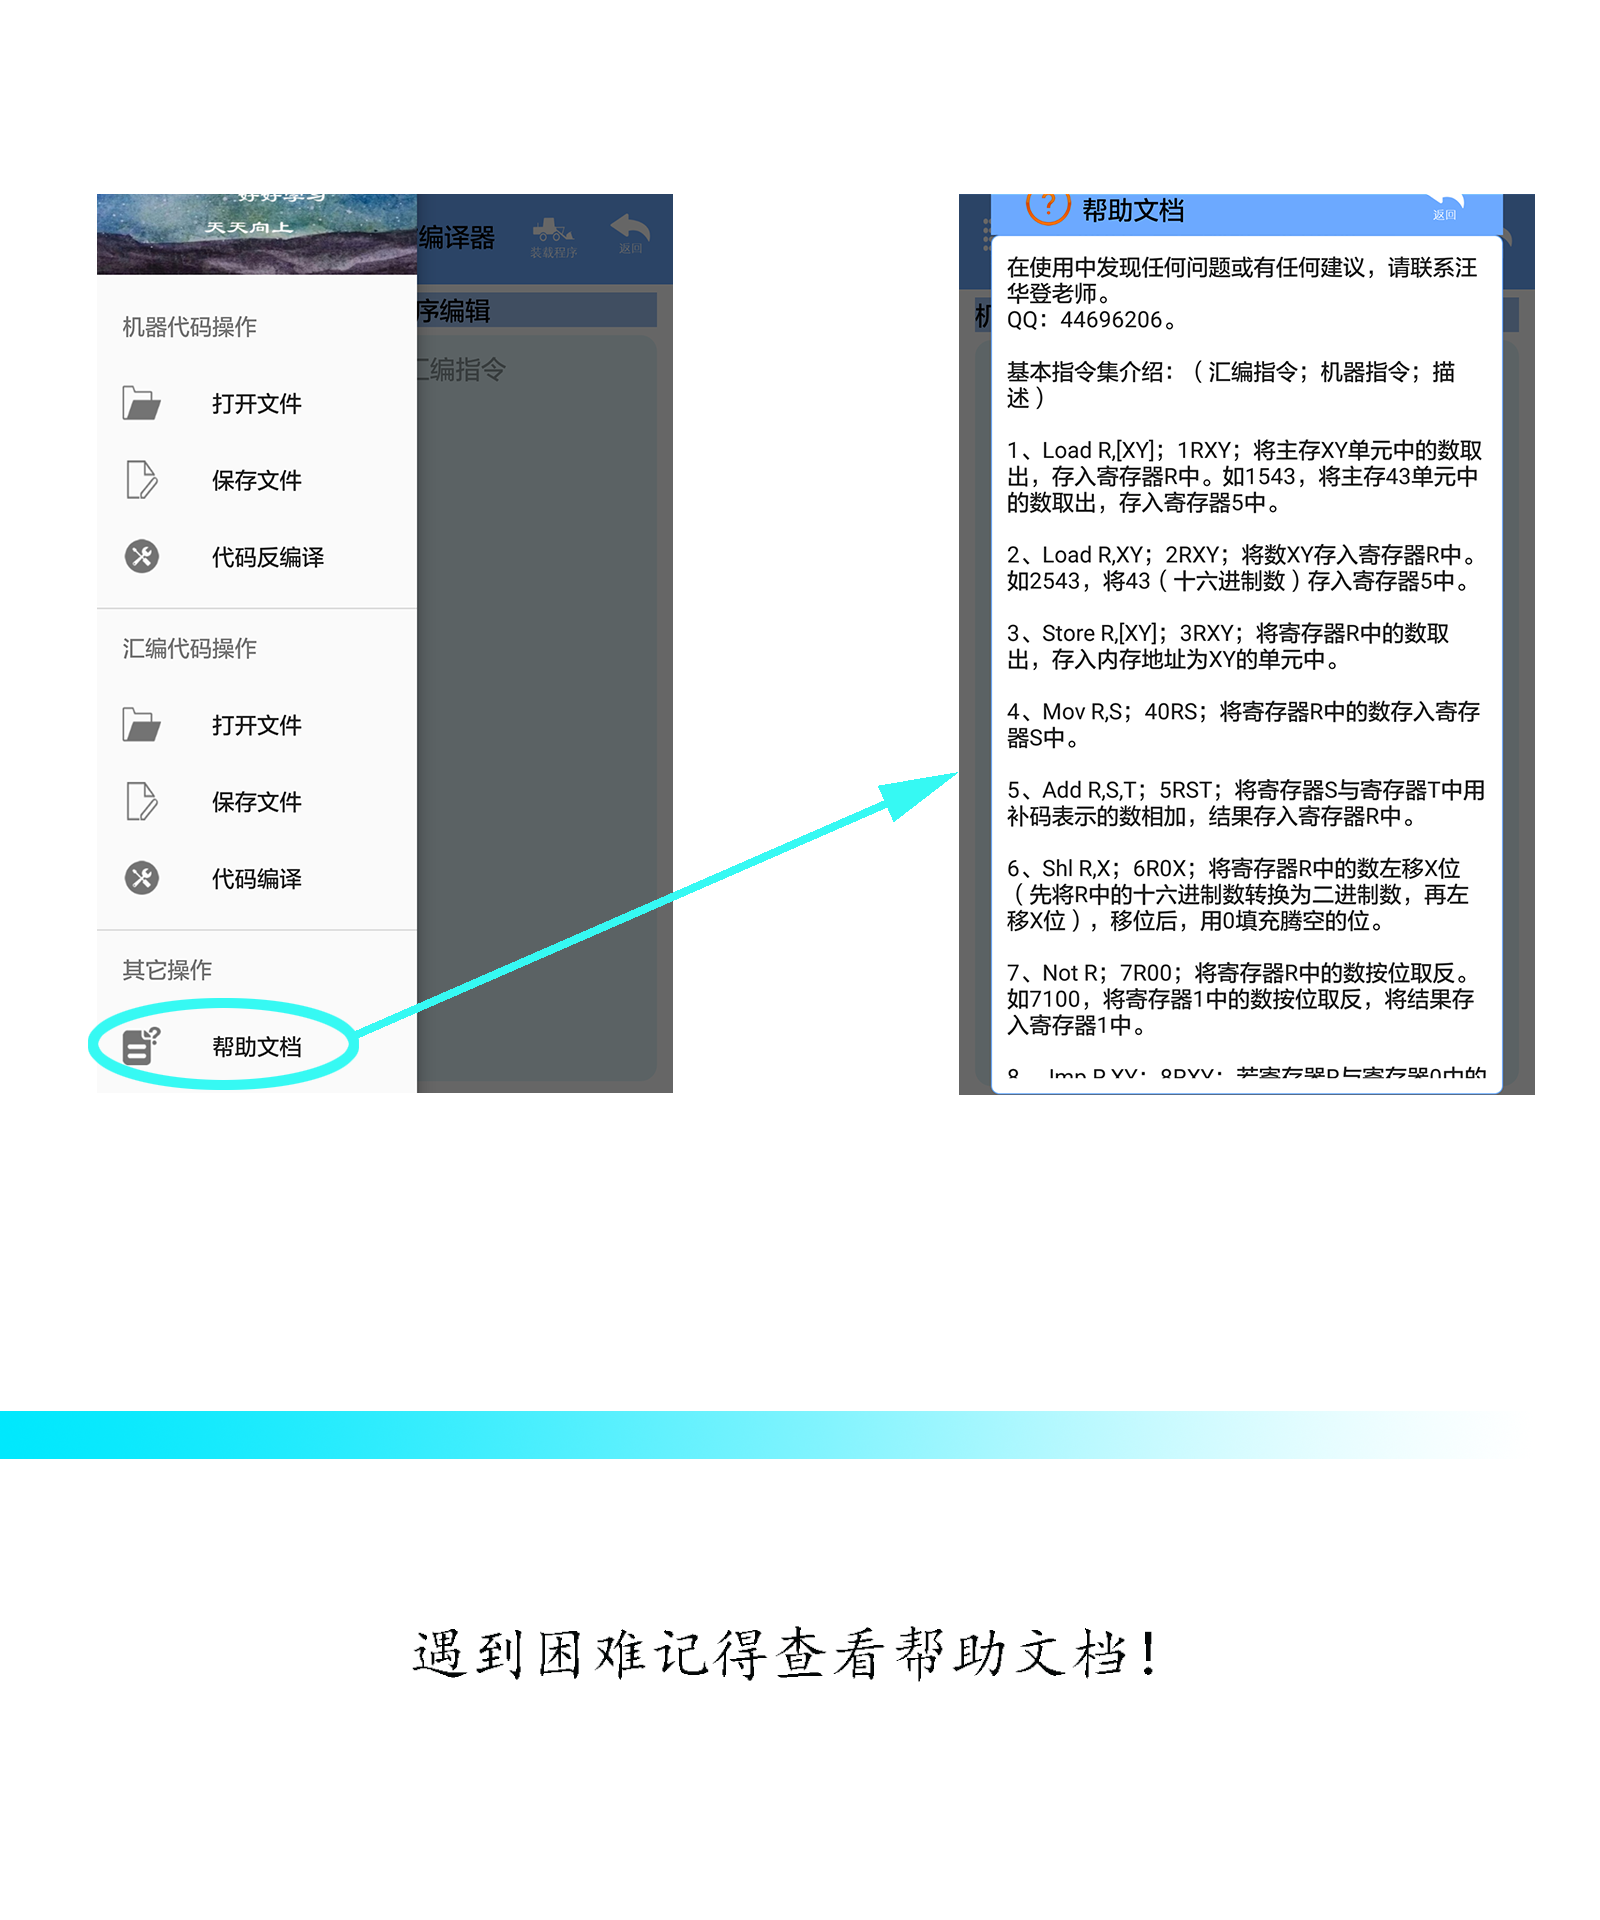 好好学习
天天向上
编译器
装载程序
返回
序编辑
汇编指令
机器代码操作
打开文件
保存文件
代码反编译
汇编代码操作
打开文件
保存文件
代码编译
其它操作
帮助文档
帮助文档
返回
在使用中发现任何问题或有任何建议，请联系汪
华登老师。
QQ：44696206。
基本指令集介绍：（汇编指令；机器指令；描
述）
1、Load R,[XY]；1RXY；将主存XY单元中的数取
出，存入寄存器R中。如1543，将主存43单元中
的数取出，存入寄存器5中。
2、Load R,XY；2RXY；将数XY存入寄存器R中。
如2543，将43（十六进制数）存入寄存器5中。
3、Store R,[XY]；3RXY；将寄存器R中的数取
出，存入内存地址为XY的单元中。
4、Mov R,S；40RS；将寄存器R中的数存入寄存
器S中。
5、Add R,S,T；5RST；将寄存器S与寄存器T中用
补码表示的数相加，结果存入寄存器R中。
6、Shl R,X；6R0X；将寄存器R中的数左移X位
（先将R中的十六进制数转换为二进制数，再左
移X位），移位后，用0填充腾空的位。
7、Not R；7R00；将寄存器R中的数按位取反。
如7100，将寄存器1中的数按位取反，将结果存
入寄存器1中。
8、Jmp R,XY；8RXY；若寄存器R与寄存器0中的
机
遇到困难记得查看帮助文档！